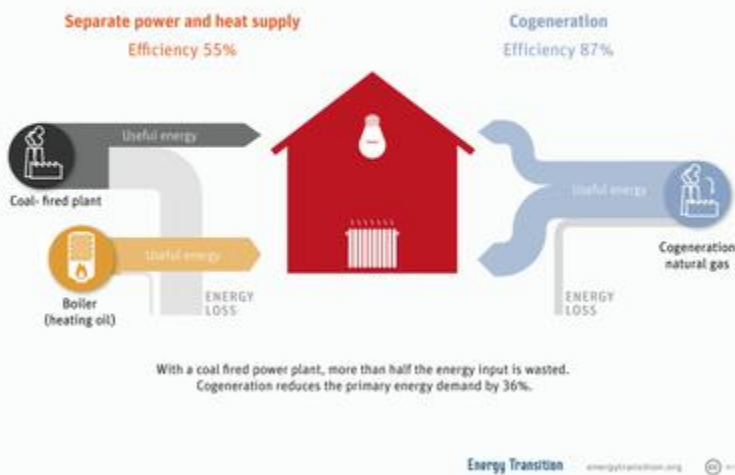 Separate power and heat supply
Efficiency 55%
Cogeneration
Efficiency 87%
Useful energy
Coal- fired plant
Useful energy
Boiler
(heating oil)
ENERGY
LOSS
Useful energy
Cogeneration
natural gas
ENERGY
LOSS
With a coal fired power plant, more than half the energy input is wasted.
Cogeneration reduces the primary energy demand by 36%.
Energy Transition
energytransition.org
cc